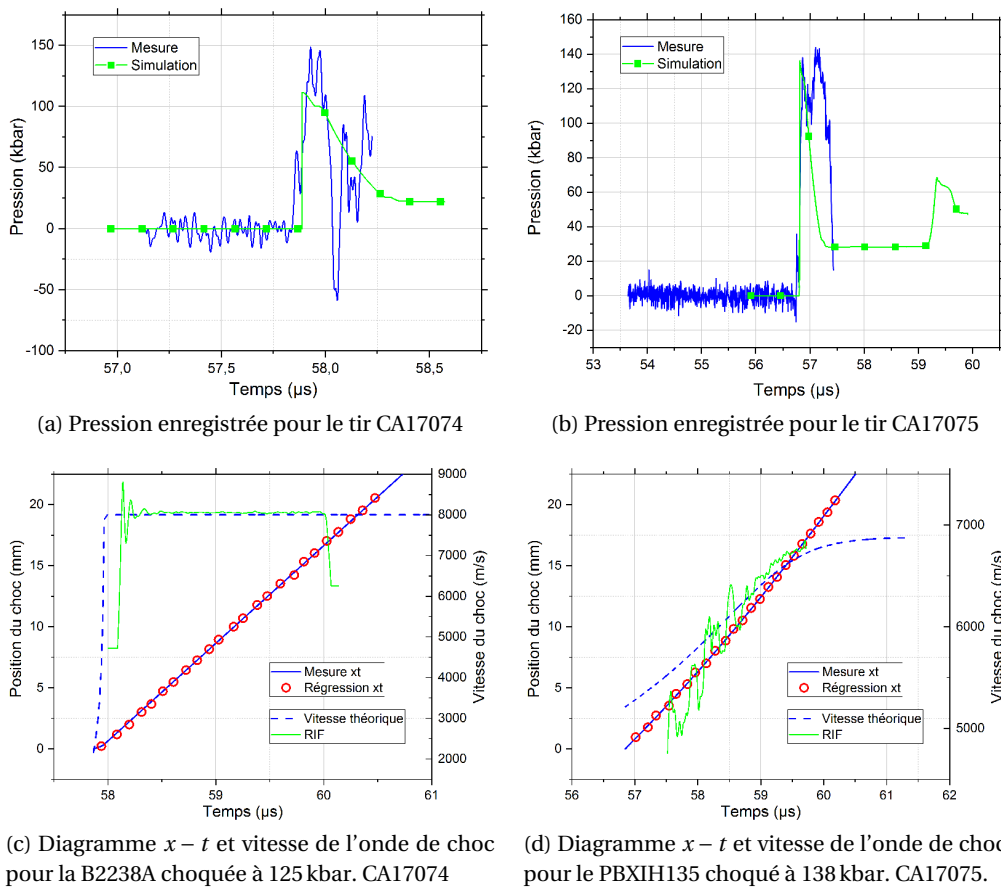 Mesure
Simulation
150
100
50
0
-50
-100
Pression (kbar)
57,0
57,5
58,0
58,5
Temps (µs)
(a) Pression enregistrée pour le tir CA17074
Mesure
Simulation
160
140
120
100
80
60
40
20
0
-20
Pression (kbar)
53
54
55
56
57
58
59
60
Temps (µs)
(b) Pression enregistrée pour le tir CA17075
20
15
10
5
0
Position du choc (mm)
9000
8000
7000
6000
5000
4000
3000
2000
Vitesse du choc (m/s)
Mesure xt
Régression xt
Vitesse théorique
RIF
58
59
60
61
Temps (µs)
(c) Diagramme x – t et vitesse de l’onde de choc
pour la B2238A choquée à 125 kbar. CA17074
20
15
10
5
0
Position du choc (mm)
7000
6000
5000
Vitesse du choc (m/s)
Mesure xt
Régression xt
Vitesse théorique
RIF
56
57
58
59
60
61
62
Temps (µs)
(d) Diagramme x – t et vitesse de l’onde de choc
pour le PBXIH135 choqué à 138 kbar. CA17075.